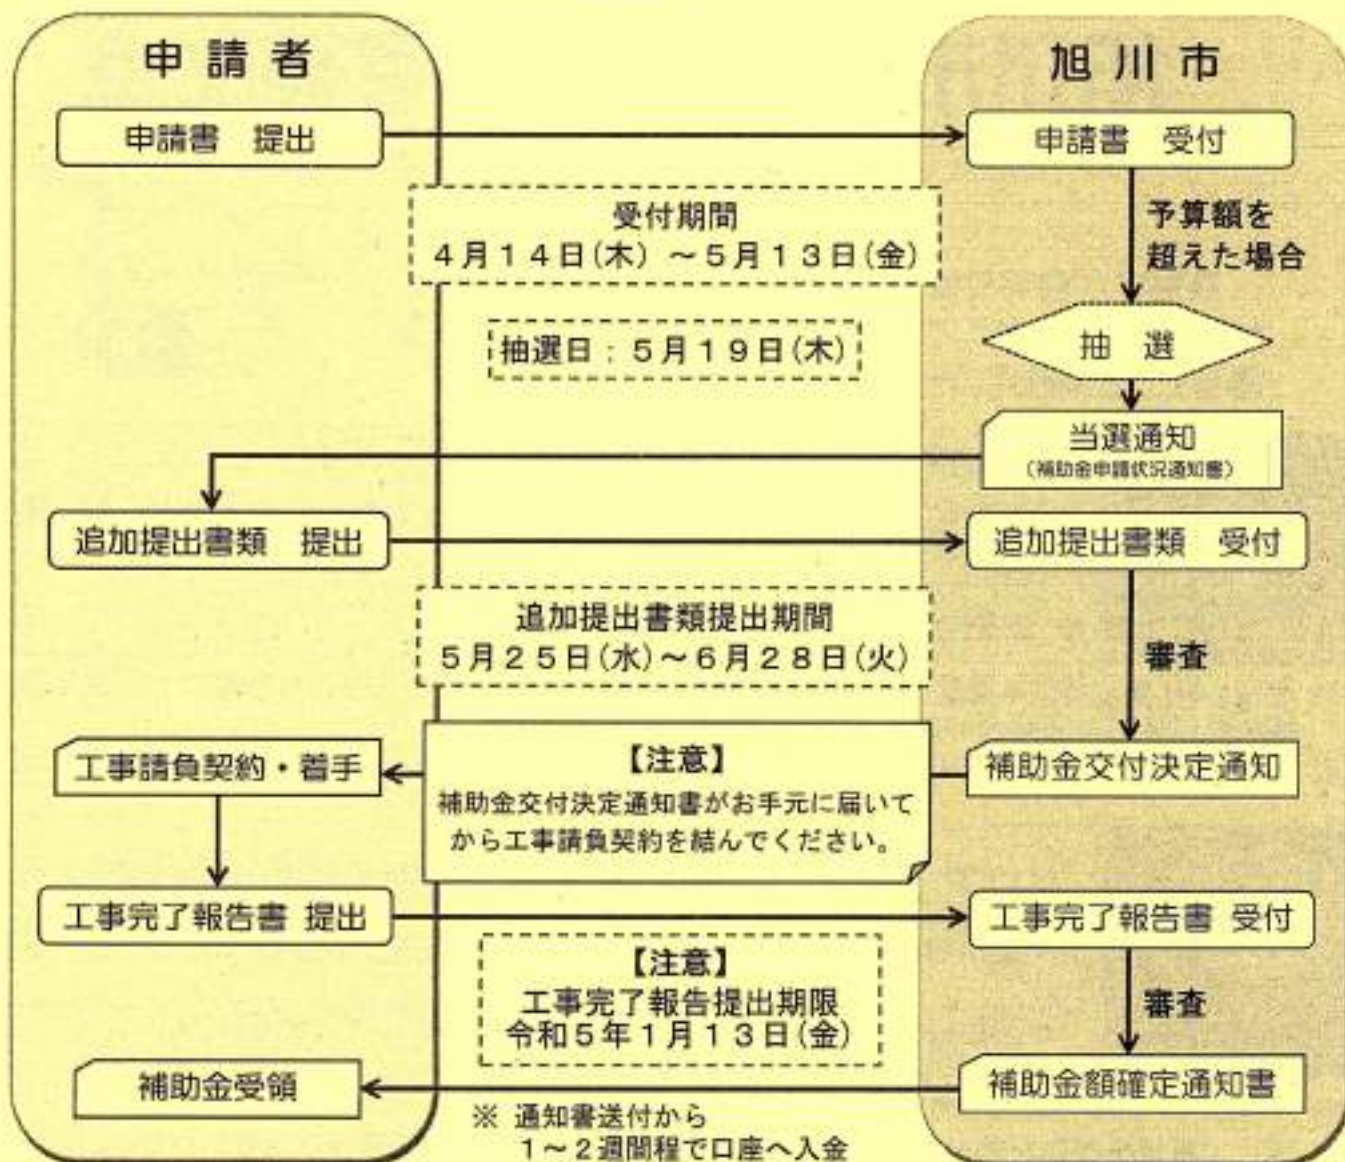 申請者
旭川市
申請書　提出
申請書　受付
受付期間
４月１４日(木)　～５月１３日(金)
予算額を
超えた場合
抽選日：５月１９日(木)
抽　選
当選通知
（補助金申請状況通知書）
追加提出書類　提出
追加提出書類　受付
追加提出書類提出期間
５月２５日(水)～６月２８日(火)
審査
工事請負契約・着手
【注意】
補助金交付決定通知書がお手元に届いて
から工事請負契約を結んでください。
補助金交付決定通知
工事完了報告書 提出
工事完了報告書 受付
【注意】
工事完了報告提出期限
令和５年１月１３日(金)
審査
補助金受領
補助金額確定通知書
※ 通知書送付から
１～２週間程で口座へ入金